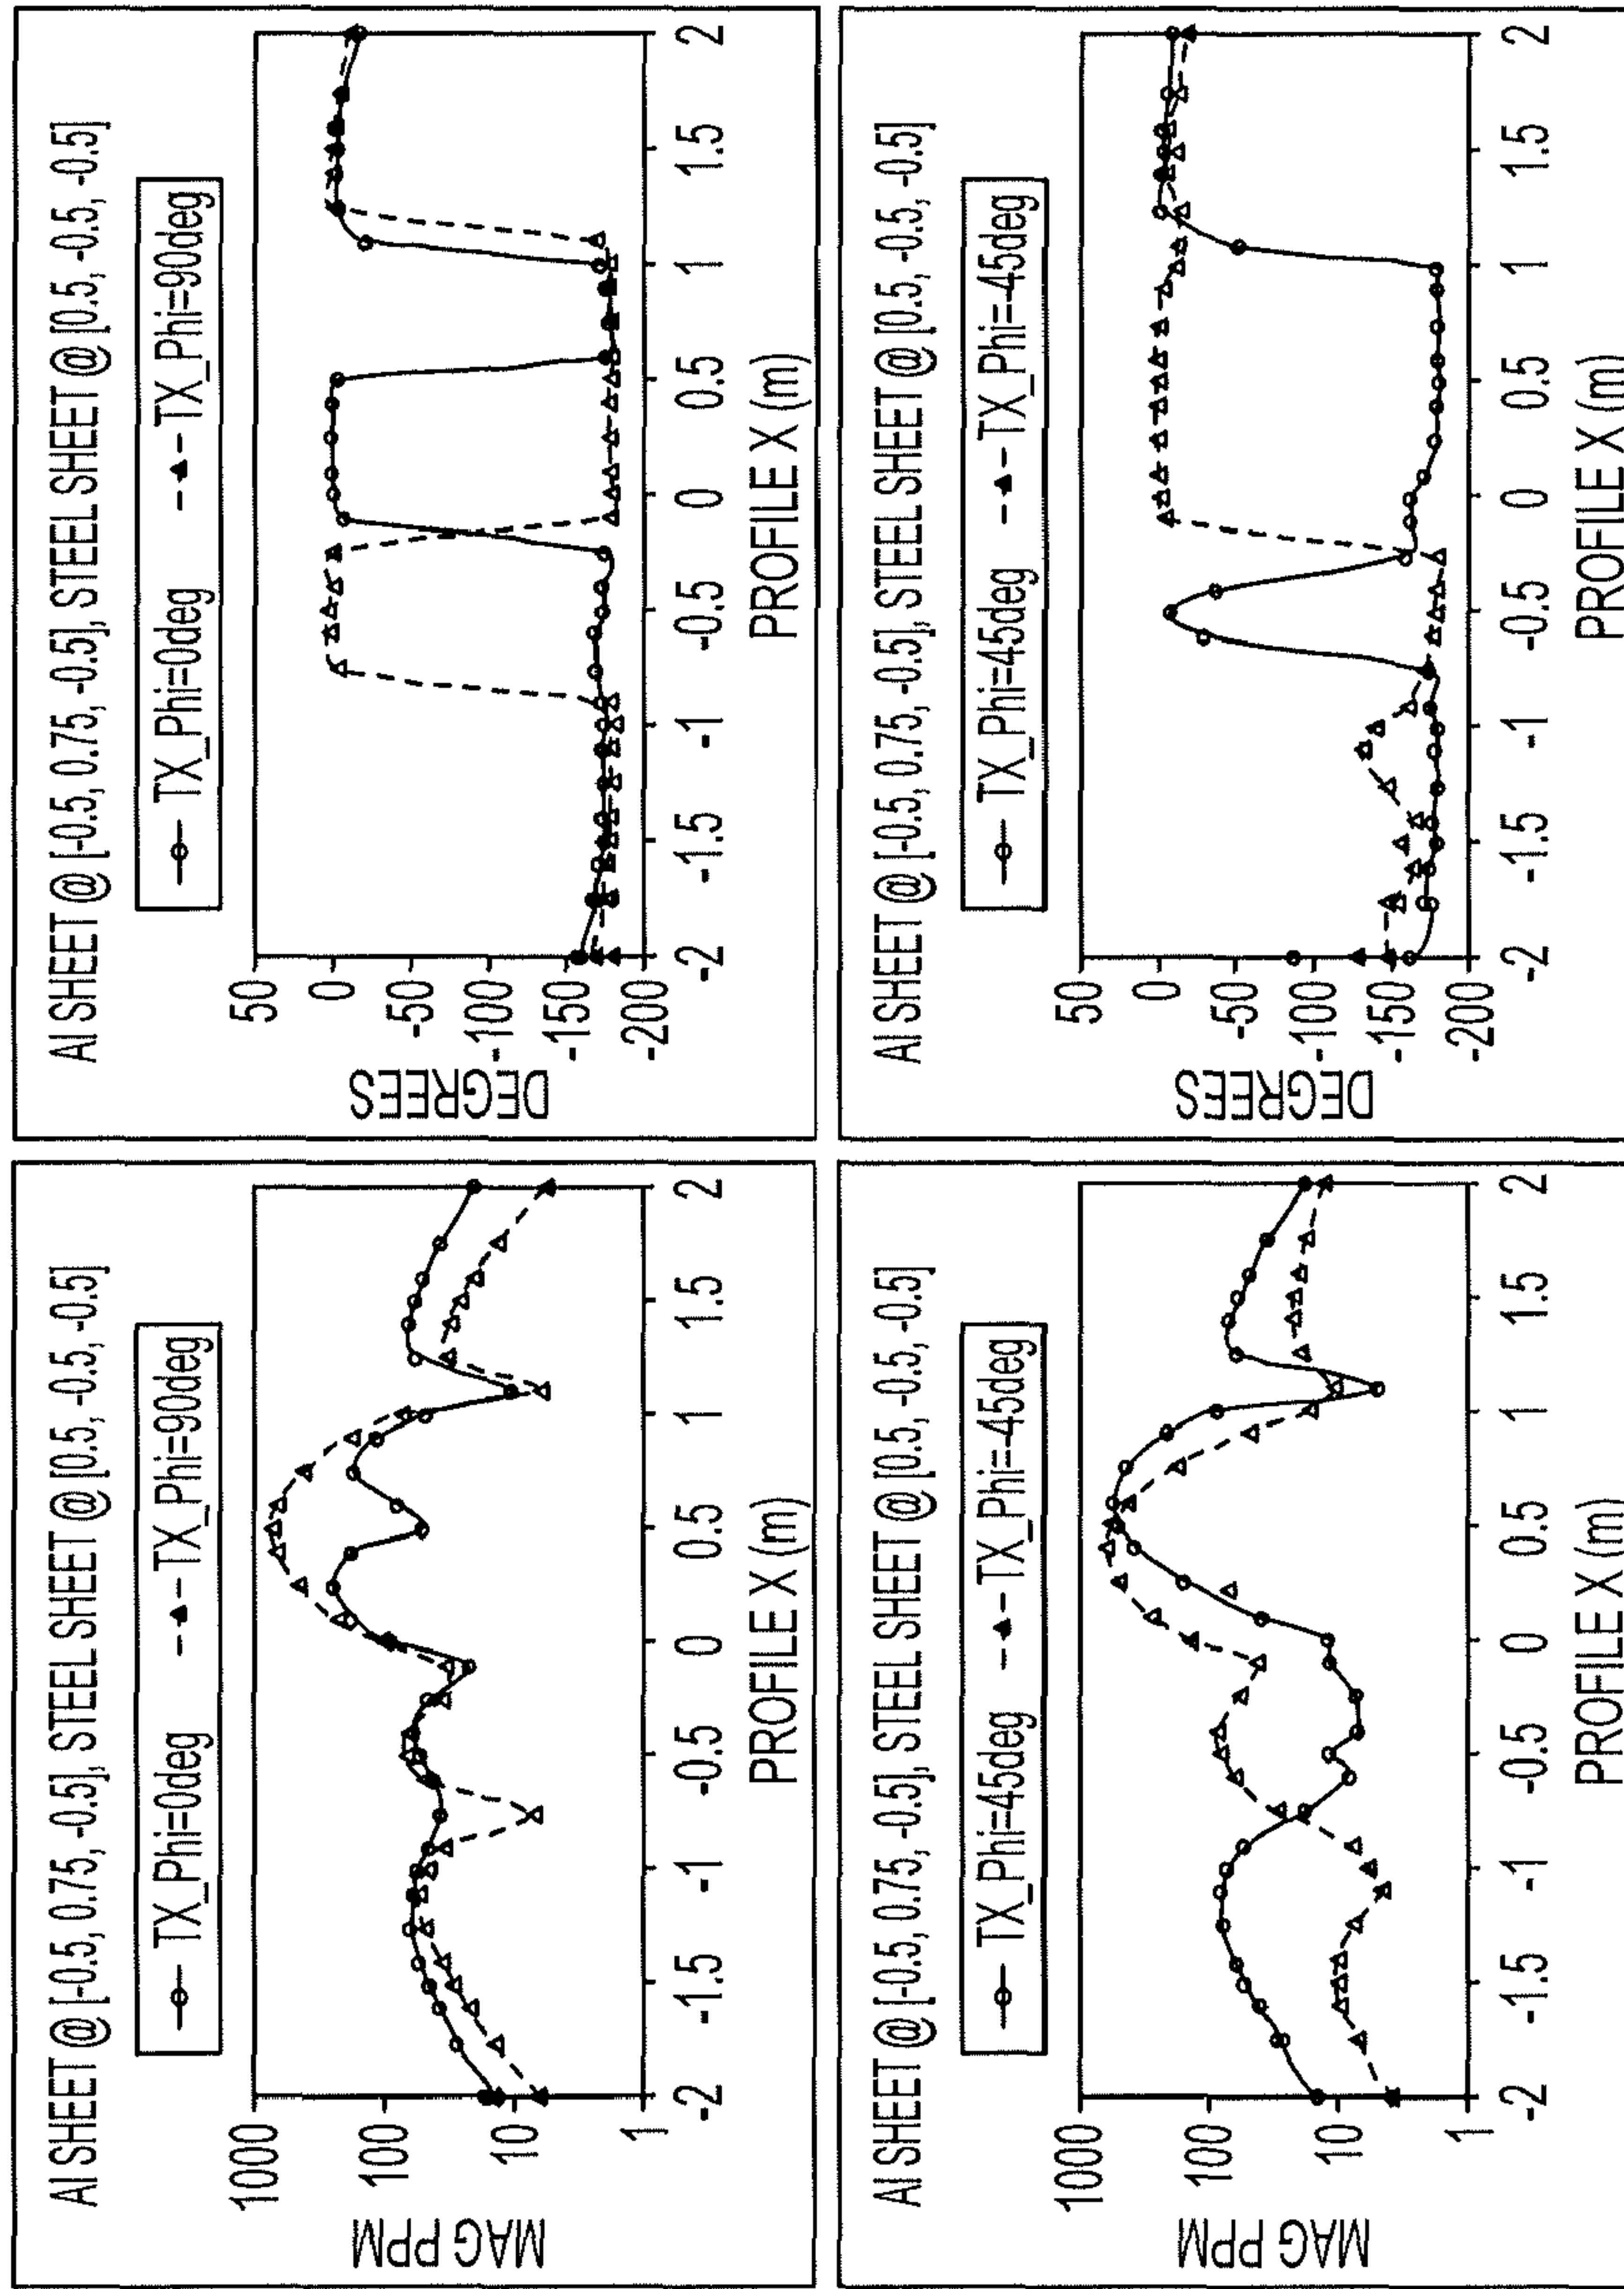 Al SHEET @ [-0.5, 0.75, -0.5], STEEL SHEET @ [0.5, -0.5, -0.5]
TX_Phi=0deg TX_Phi=90deg
MAG PPM
1000
100
10
1
-2 -1.5 -1 -0.5 0 0.5 1 1.5 2
PROFILE X (m)
Al SHEET @ [-0.5, 0.75, -0.5], STEEL SHEET @ [0.5, -0.5, -0.5]
TX_Phi=0deg TX_Phi=90deg
DEGREES
50
0
-50
-100
-150
-200
-2 -1.5 -1 -0.5 0 0.5 1 1.5 2
PROFILE X (m)
Al SHEET @ [-0.5, 0.75, -0.5], STEEL SHEET @ [0.5, -0.5, -0.5]
TX_Phi=45deg TX_Phi=-45deg
MAG PPM
1000
100
10
1
-2 -1.5 -1 -0.5 0 0.5 1 1.5 2
PROFILE X (m)
Al SHEET @ [-0.5, 0.75, -0.5], STEEL SHEET @ [0.5, -0.5, -0.5]
TX_Phi=45deg TX_Phi=-45deg
DEGREES
50
0
-50
-100
-150
-200
-2 -1.5 -1 -0.5 0 0.5 1 1.5 2
PROFILE X (m)